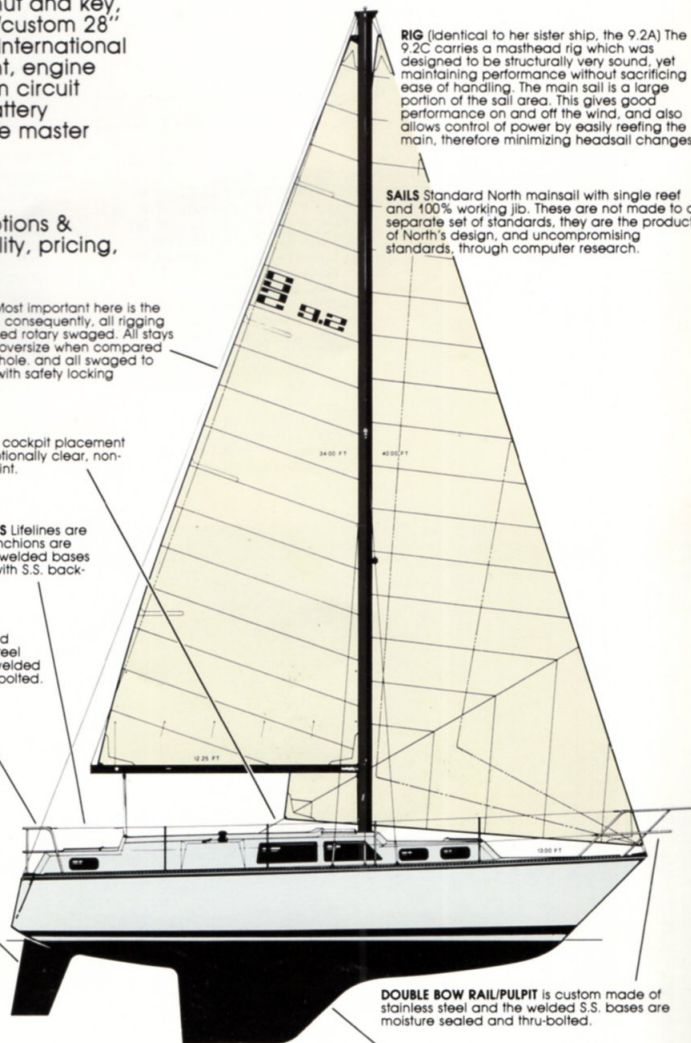 nut and key,
/custom 28"
international
nt, engine
n circuit
attery
e master
otions &
lity, pricing,
RIG (Identical to her sister ship, the 9.2A) The
9.2C carries a masthead rig which was
designed to be structurally very sound, yet
maintaining performance without sacrificing
ease of handling. The main sail is a large
portion of the sail area. This gives good
performance on and off the wind, and also
allows control of power by easily reefing the
main, therefore minimizing headsail changes
SAILS Standard North mainsail with single reef
and 100% working jib. These are not made to a
separate set of standards, they are the product
of North's design, and uncompromising
standards, through computer research.
Most important here is the
consequently, all rigging
ed rotary swaged. All stays
oversize when compared
hole. and all swaged to
with safety locking
S2 9.2
cockpit placement
ptionally clear, non-
int.
34.00 FT 40.00 FT
S Lifelines are
nchions are
welded bases
with S.S. back-
d
eel
elded
bolted.
12.25 FT
13.00 FT
DOUBLE BOW RAIL/PULPIT is custom made of
stainless steel and the welded S.S. bases are
moisture sealed and thru-bolted.